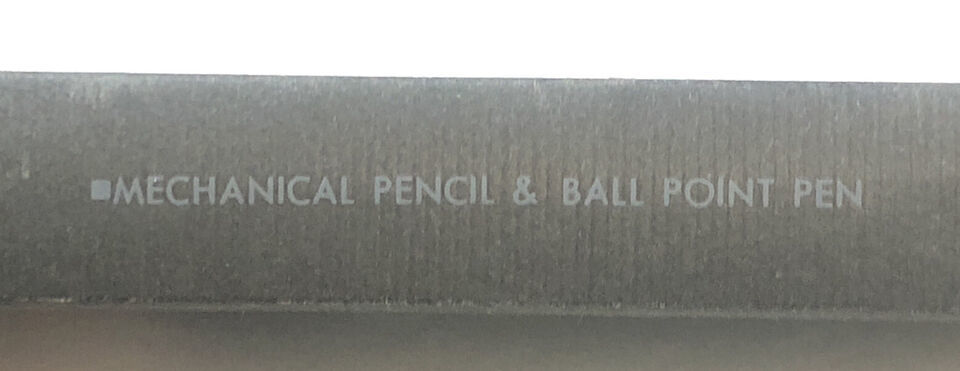 ■MECHANICAL PENCIL & BALL POINT PEN